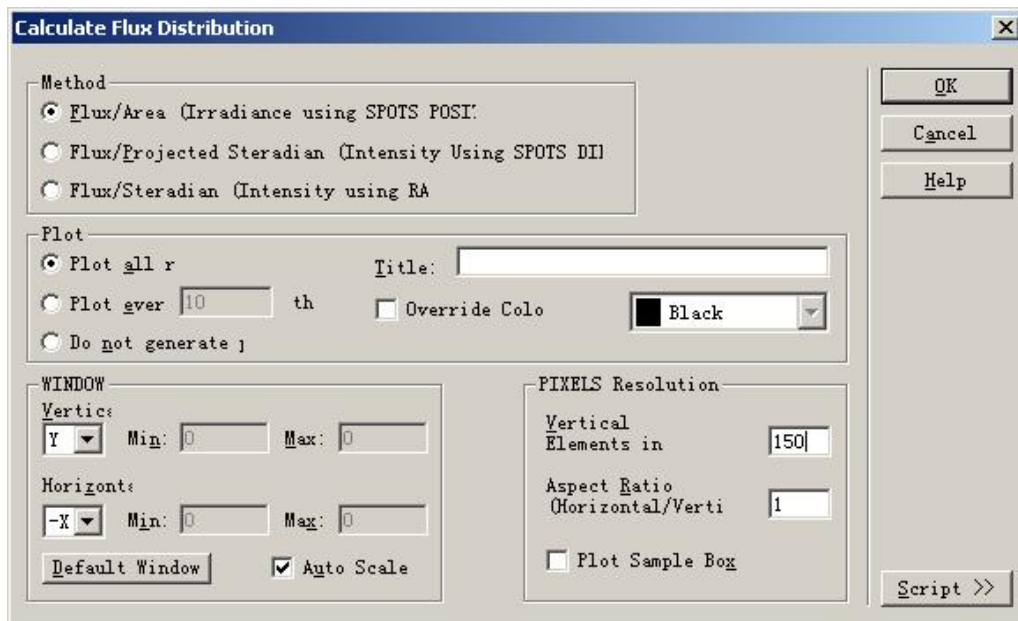 Calculate Flux Distribution
Method
Flux/Area (Irradiance using SPOTS POSI
Flux/Projected Steradian (Intensity Using SPOTS DI
Flux/Steradian (Intensity using RA
OK
Cancel
Help
Plot
Plot all r
Title:
Plot ever 10 th
Override Colo
Black
Do not generate
WINDOW
Vertic
Y Min: 0 Max: 0
Horizont
-X Min: 0 Max: 0
Default Window
Auto Scale
PIXELS Resolution
Vertical
Elements in 150
Aspect Ratio
(Horizontal/Verti 1
Plot Sample Box
Script >>